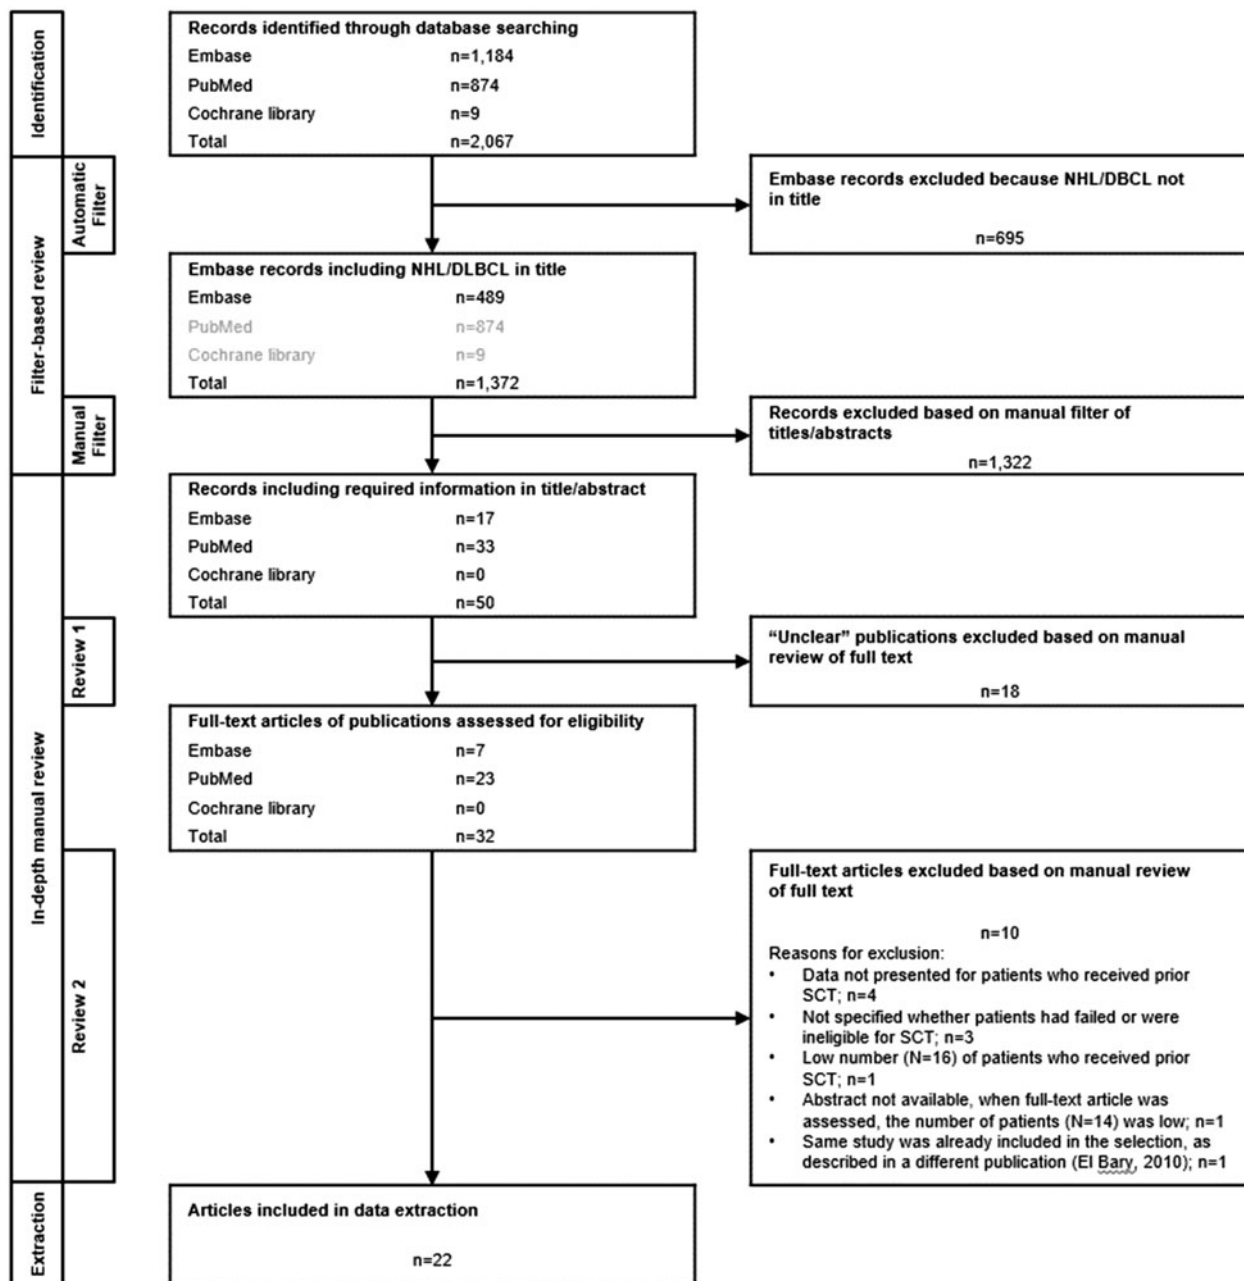 Identification
Records identified through database searching
Embase n=1,184
PubMed n=874
Cochrane library n=9
Total n=2,067
Filter-based review
Automatic
Filter
Embase records excluded because NHL/DBCL not
in title
n=695
Embase records including NHL/DLBCL in title
Embase n=489
PubMed n=874
Cochrane library n=9
Total n=1,372
Manual
Filter
Records excluded based on manual filter of
titles/abstracts
n=1,322
In-depth manual review
Records including required information in title/abstract
Embase n=17
PubMed n=33
Cochrane library n=0
Total n=50
Review 1
“Unclear” publications excluded based on manual
review of full text
n=18
Full-text articles of publications assessed for eligibility
Embase n=7
PubMed n=23
Cochrane library n=0
Total n=32
Review 2
Full-text articles excluded based on manual review
of full text
n=10
Reasons for exclusion:
• Data not presented for patients who received prior
SCT; n=4
• Not specified whether patients had failed or were
ineligible for SCT; n=3
• Low number (N=16) of patients who received prior
SCT; n=1
• Abstract not available, when full-text article was
assessed, the number of patients (N=14) was low; n=1
• Same study was already included in the selection, as
described in a different publication (El Bary, 2010); n=1
Extraction
Articles included in data extraction
n=22